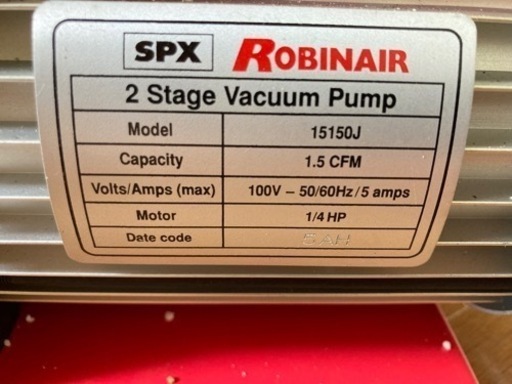 SPX ROBINAIR
2 Stage Vacuum Pump
Model 15150J
Capacity 1.5 CFM
Volts/Amps (max) 100V – 50/60Hz/5 amps
Motor 1/4 HP
Date code 5AH